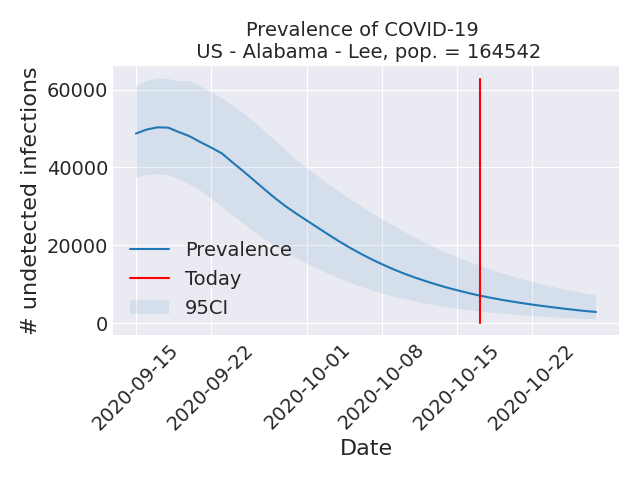 Prevalence of COVID-19
US - Alabama - Lee, pop. = 164542
# undetected infections
60000
40000
20000
0
Prevalence
Today
95CI
2020-09-15
2020-09-22
2020-10-01
2020-10-08
2020-10-15
2020-10-22
Date